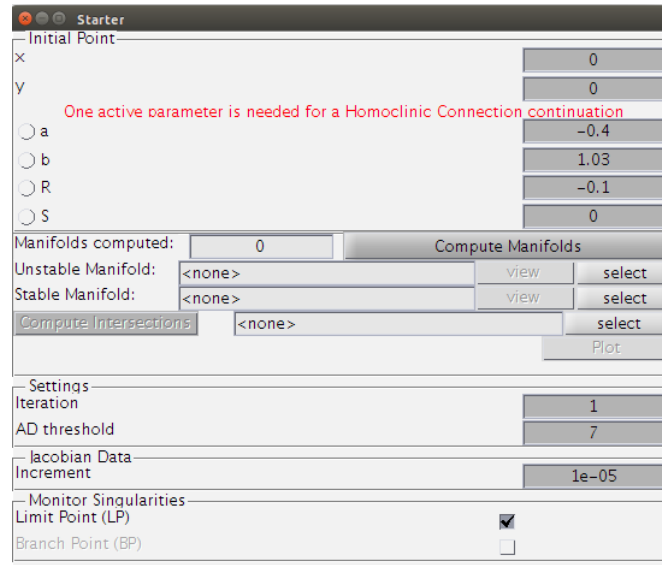 Starter
Initial Point
x 0
y 0
One active parameter is needed for a Homoclinic Connection continuation
a -0.4
b 1.03
R -0.1
S 0
Manifolds computed: 0 Compute Manifolds
Unstable Manifold: <none> view select
Stable Manifold: <none> view select
Compute Intersections <none> select
Plot
Settings
Iteration 1
AD threshold 7
Jacobian Data
Increment 1e-05
Monitor Singularities
Limit Point (LP)
Branch Point (BP)